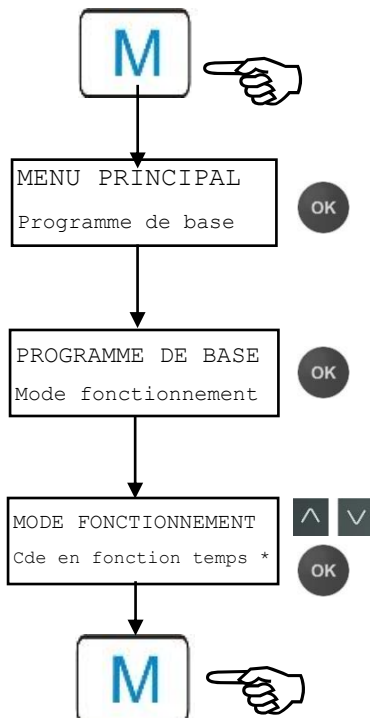 M
MENU PRINCIPAL
Programme de base
OK
PROGRAMME DE BASE
Mode fonctionnement
OK
MODE FONCTIONNEMENT
Cde en fonction temps *
OK
M